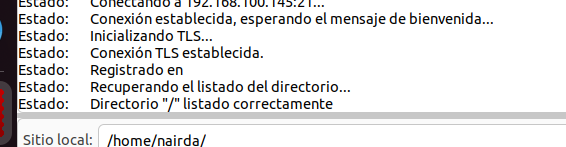 Estado: Conectando a 192.168.100.145:21...
Estado: Conexión establecida, esperando el mensaje de bienvenida...
Estado: Inicializando TLS...
Estado: Conexión TLS establecida.
Estado: Registrado en
Estado: Recuperando el listado del directorio...
Estado: Directorio "/" listado correctamente
Sitio local: /home/nairda/